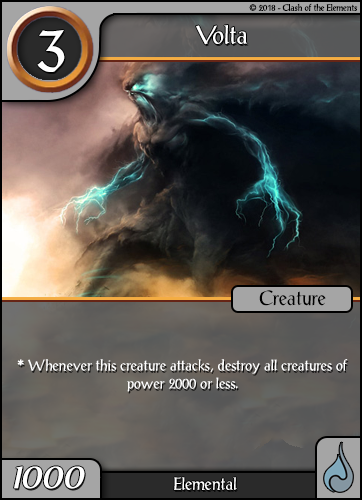 © 2018 - Clash of the Elements
3
Volta
Creature
* Whenever this creature attacks, destroy all creatures of
power 2000 or less.
1000
Elemental